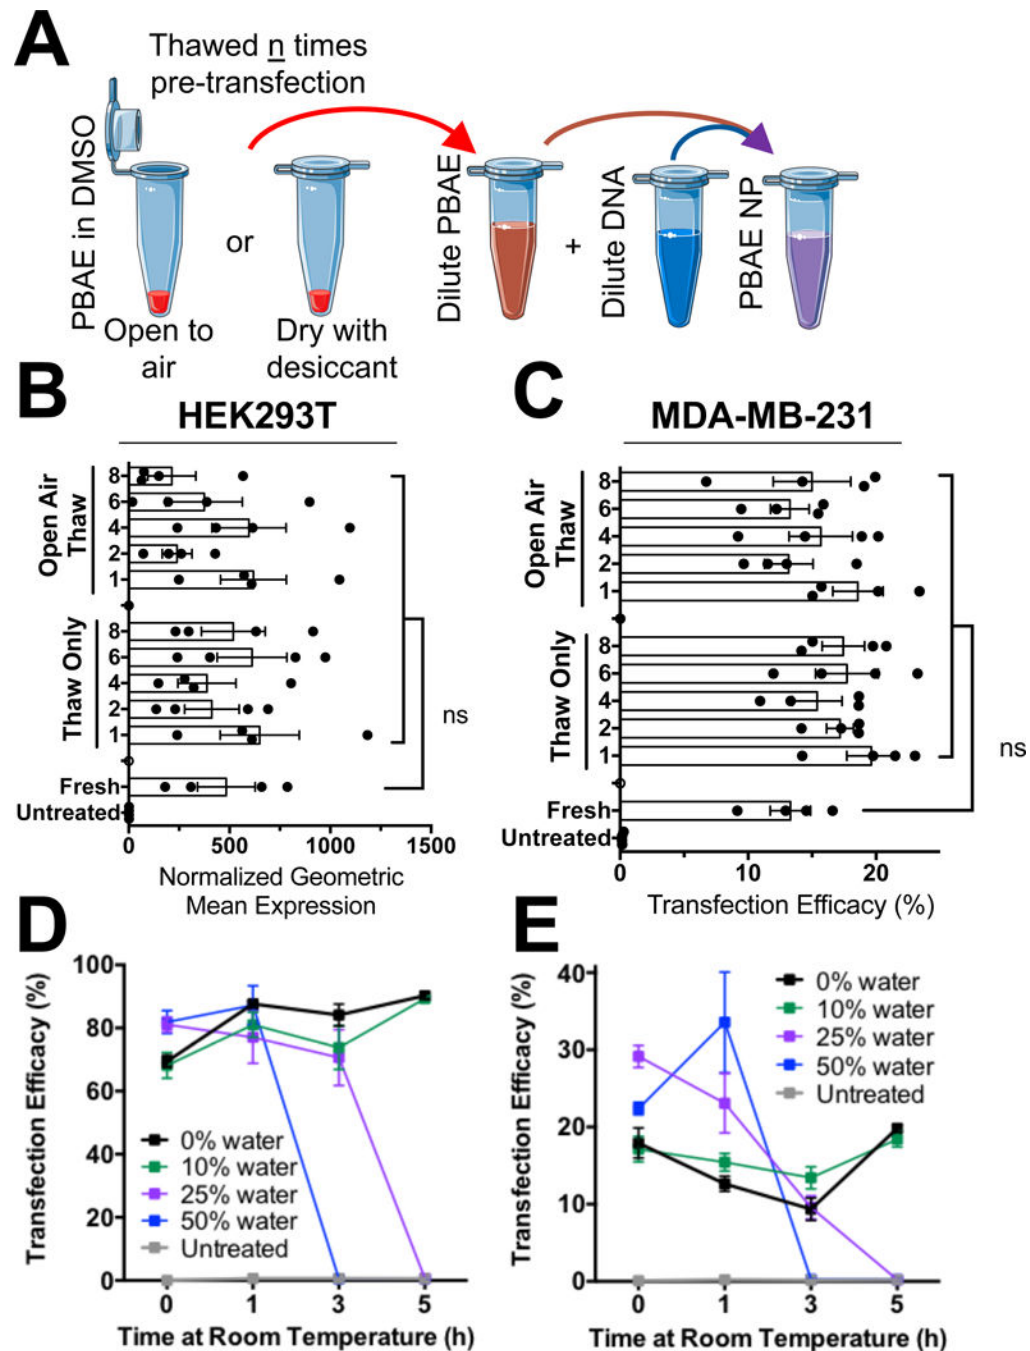 A
Thawed n times
pre-transfection
PBAE in DMSO
or
Open to
air
Dry with
desiccant
Dilute PBAE
+
Dilute DNA
PBAE NP
B
HEK293T
Open Air
Thaw
8
6
4
2
1
Thaw Only
8
6
4
2
1
Fresh
Untreated
ns
0 500 1000 1500
Normalized Geometric
Mean Expression
C
MDA-MB-231
Open Air
Thaw
8
6
4
2
1
Thaw Only
8
6
4
2
1
Fresh
Untreated
ns
0 10 20
Transfection Efficacy (%)
D
Transfection Efficacy (%)
100
80
60
40
20
0
0% water
10% water
25% water
50% water
Untreated
0 1 3 5
Time at Room Temperature (h)
E
Transfection Efficacy (%)
40
30
20
10
0
0% water
10% water
25% water
50% water
Untreated
0 1 3 5
Time at Room Temperature (h)